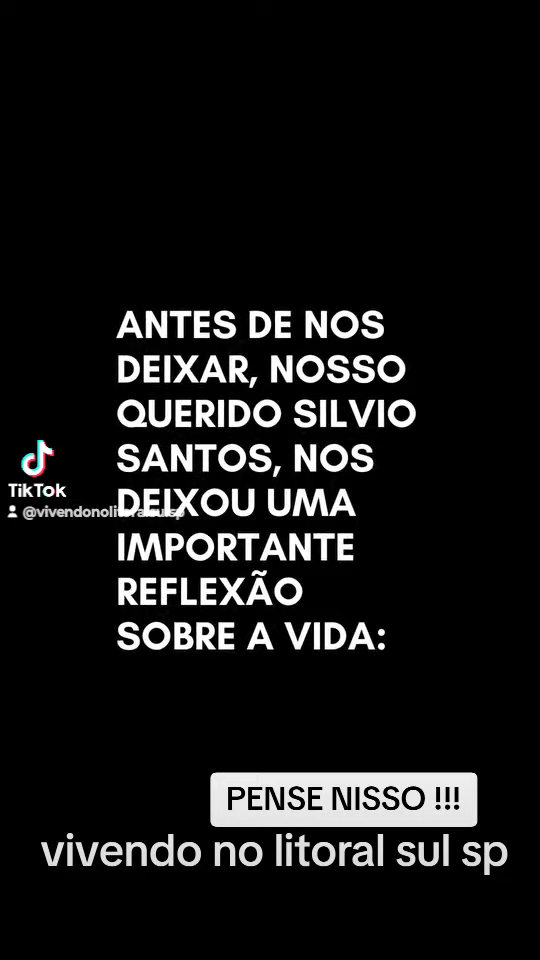 ANTES DE NOS
DEIXAR, NOSSO
QUERIDO SILVIO
SANTOS, NOS
DEIXOU UMA
IMPORTANTE
REFLEXÃO
SOBRE A VIDA:
TikTok
@vivendonolitoralsulsp
PENSE NISSO !!!
vivendo no litoral sul sp